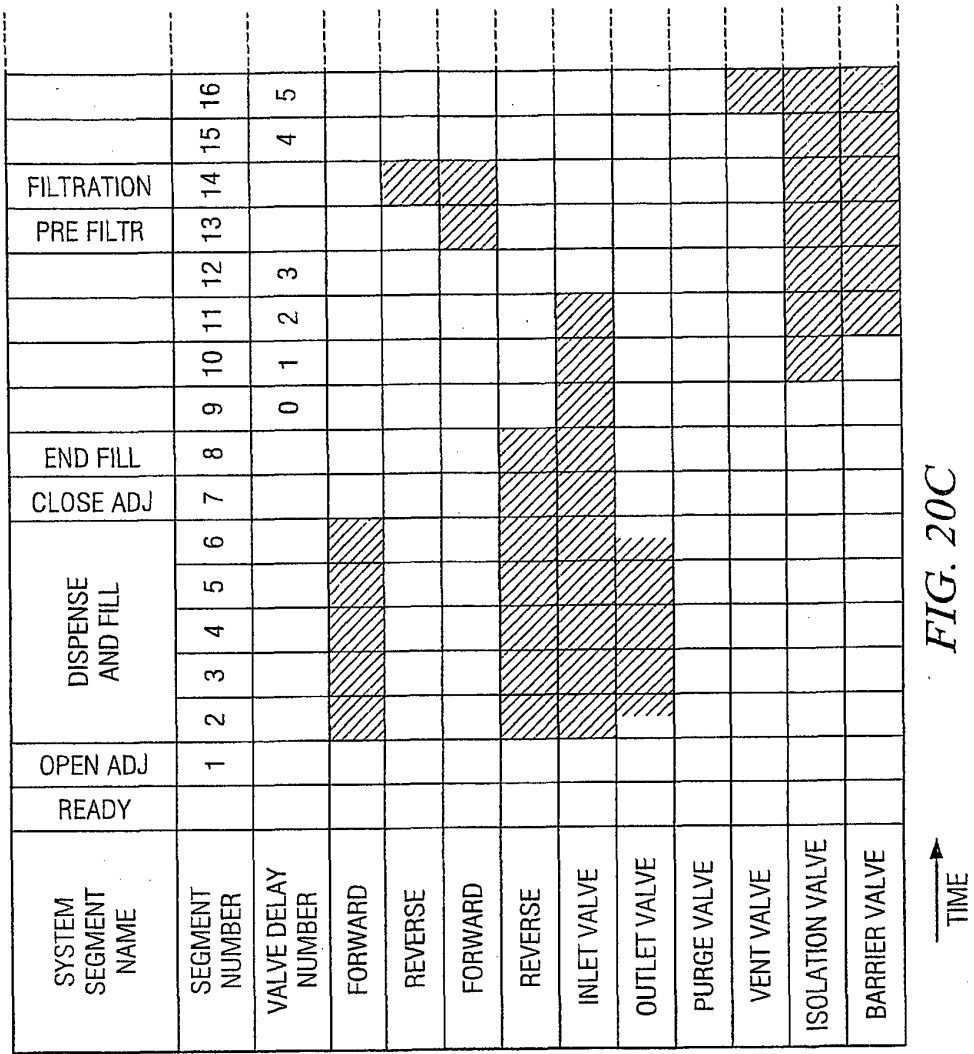 SYSTEM
SEGMENT
NAME
READY
OPEN ADJ
DISPENSE
AND FILL
CLOSE ADJ
END FILL
PRE FILTR
FILTRATION
SEGMENT
NUMBER
1 2 3 4 5 6 7 8 9 10 11 12 13 14 15 16
VALVE DELAY
NUMBER
0 1 2 3 4 5
FORWARD
REVERSE
FORWARD
REVERSE
INLET VALVE
OUTLET VALVE
PURGE VALVE
VENT VALVE
ISOLATION VALVE
BARRIER VALVE
TIME
FIG. 20C